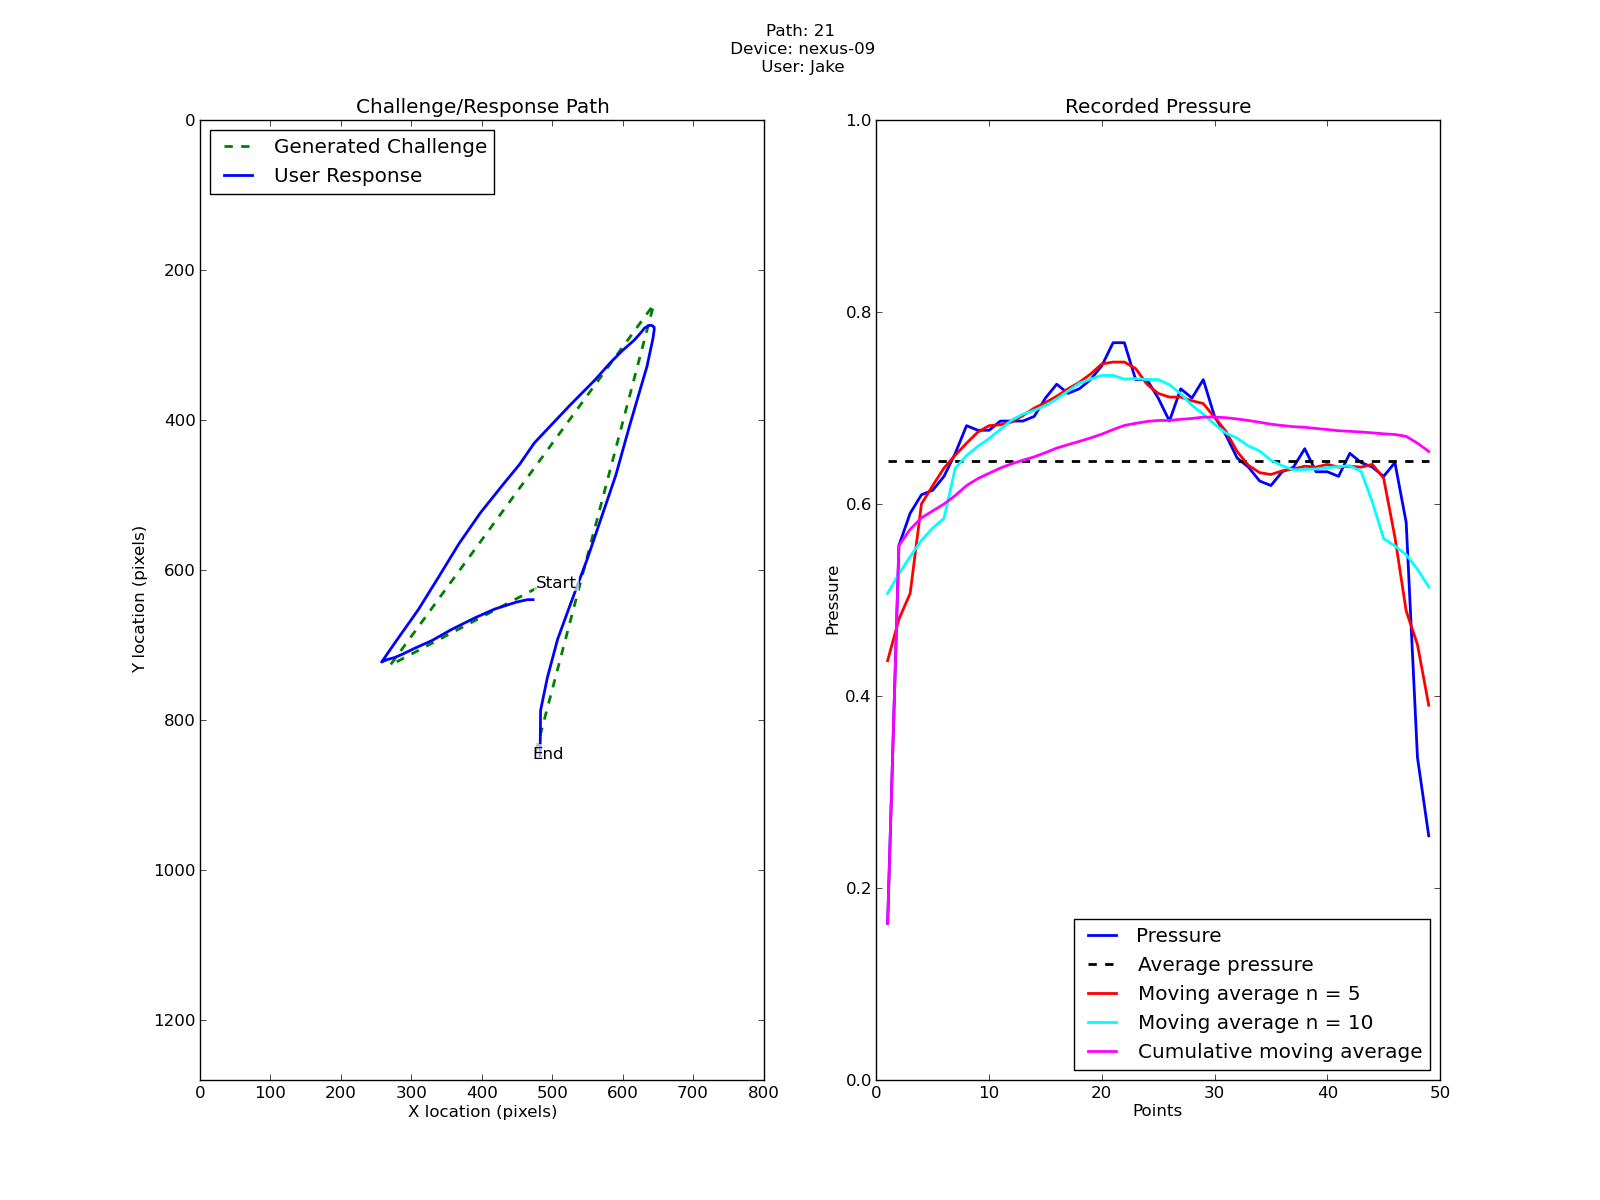 Path: 21
Device: nexus-09
User: Jake
Challenge/Response Path
Generated Challenge
User Response
0
200
400
600
800
1000
1200
Y location (pixels)
Start
End
0 100 200 300 400 500 600 700 800
X location (pixels)
Recorded Pressure
1.0
0.8
0.6
0.4
0.2
0.0
Pressure
Pressure
Average pressure
Moving average n = 5
Moving average n = 10
Cumulative moving average
0 10 20 30 40 50
Points